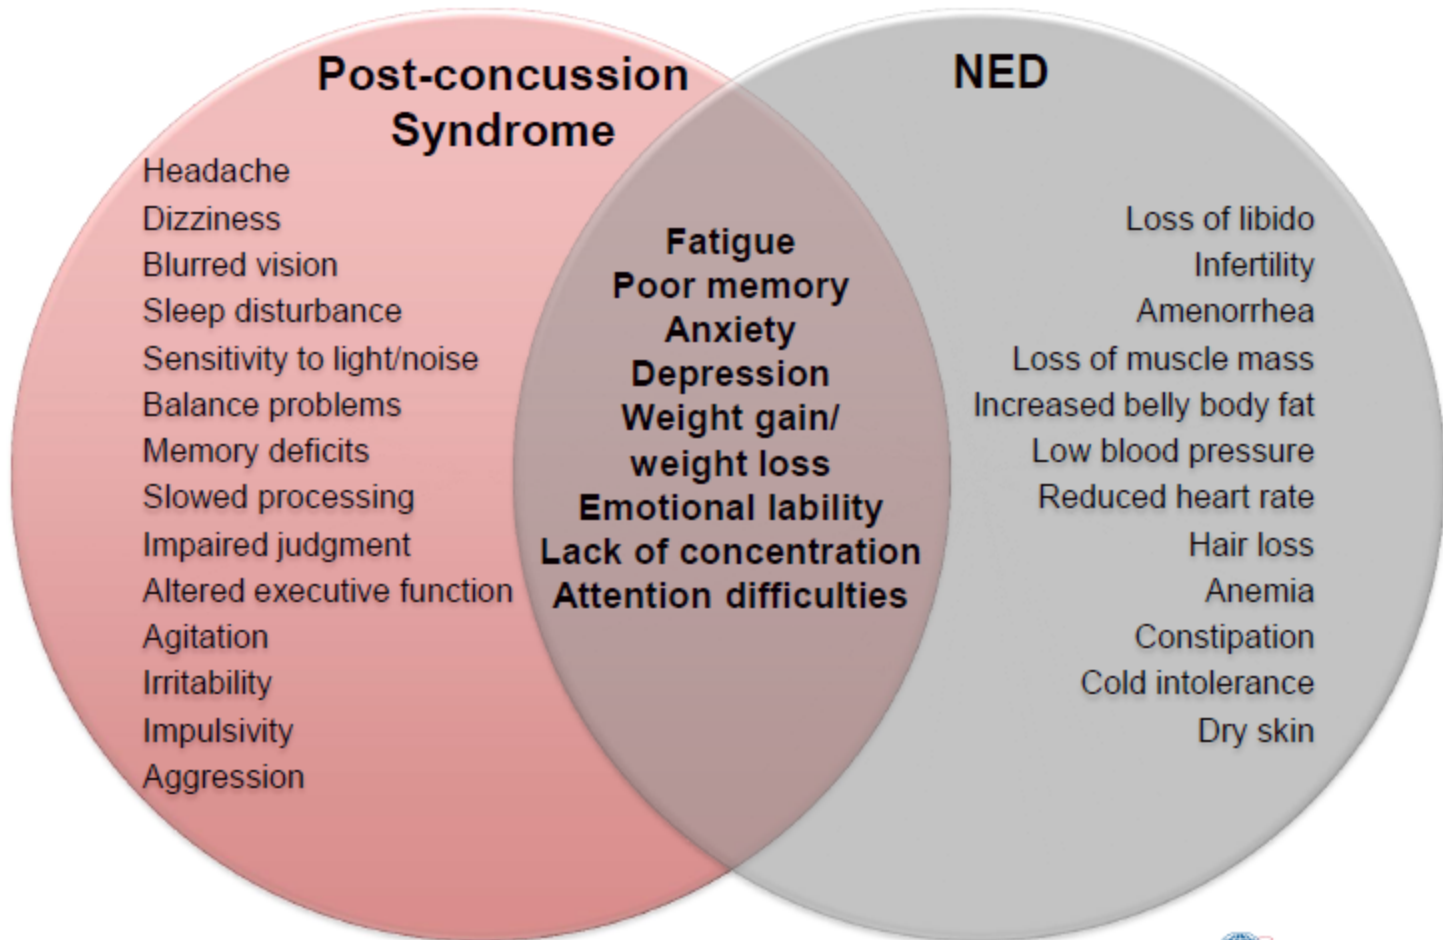 Post-concussion
Syndrome
Headache
Dizziness
Blurred vision
Sleep disturbance
Sensitivity to light/noise
Balance problems
Memory deficits
Slowed processing
Impaired judgment
Altered executive function
Agitation
Irritability
Impulsivity
Aggression
Fatigue
Poor memory
Anxiety
Depression
Weight gain/
weight loss
Emotional lability
Lack of concentration
Attention difficulties
NED
Loss of libido
Infertility
Amenorrhea
Loss of muscle mass
Increased belly body fat
Low blood pressure
Reduced heart rate
Hair loss
Anemia
Constipation
Cold intolerance
Dry skin